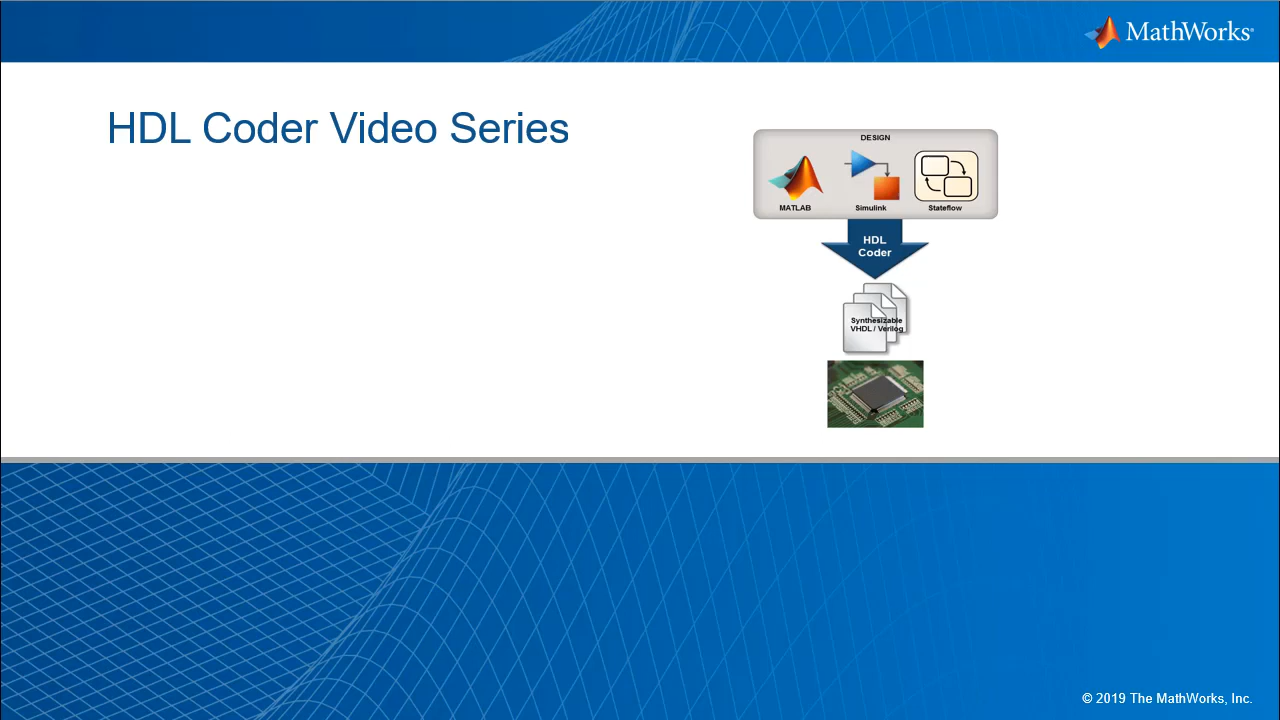 MathWorks®
HDL Coder Video Series
DESIGN
MATLAB
Simulink
Stateflow
HDL
Coder
Synthesizable
VHDL / Verilog
© 2019 The MathWorks, Inc.